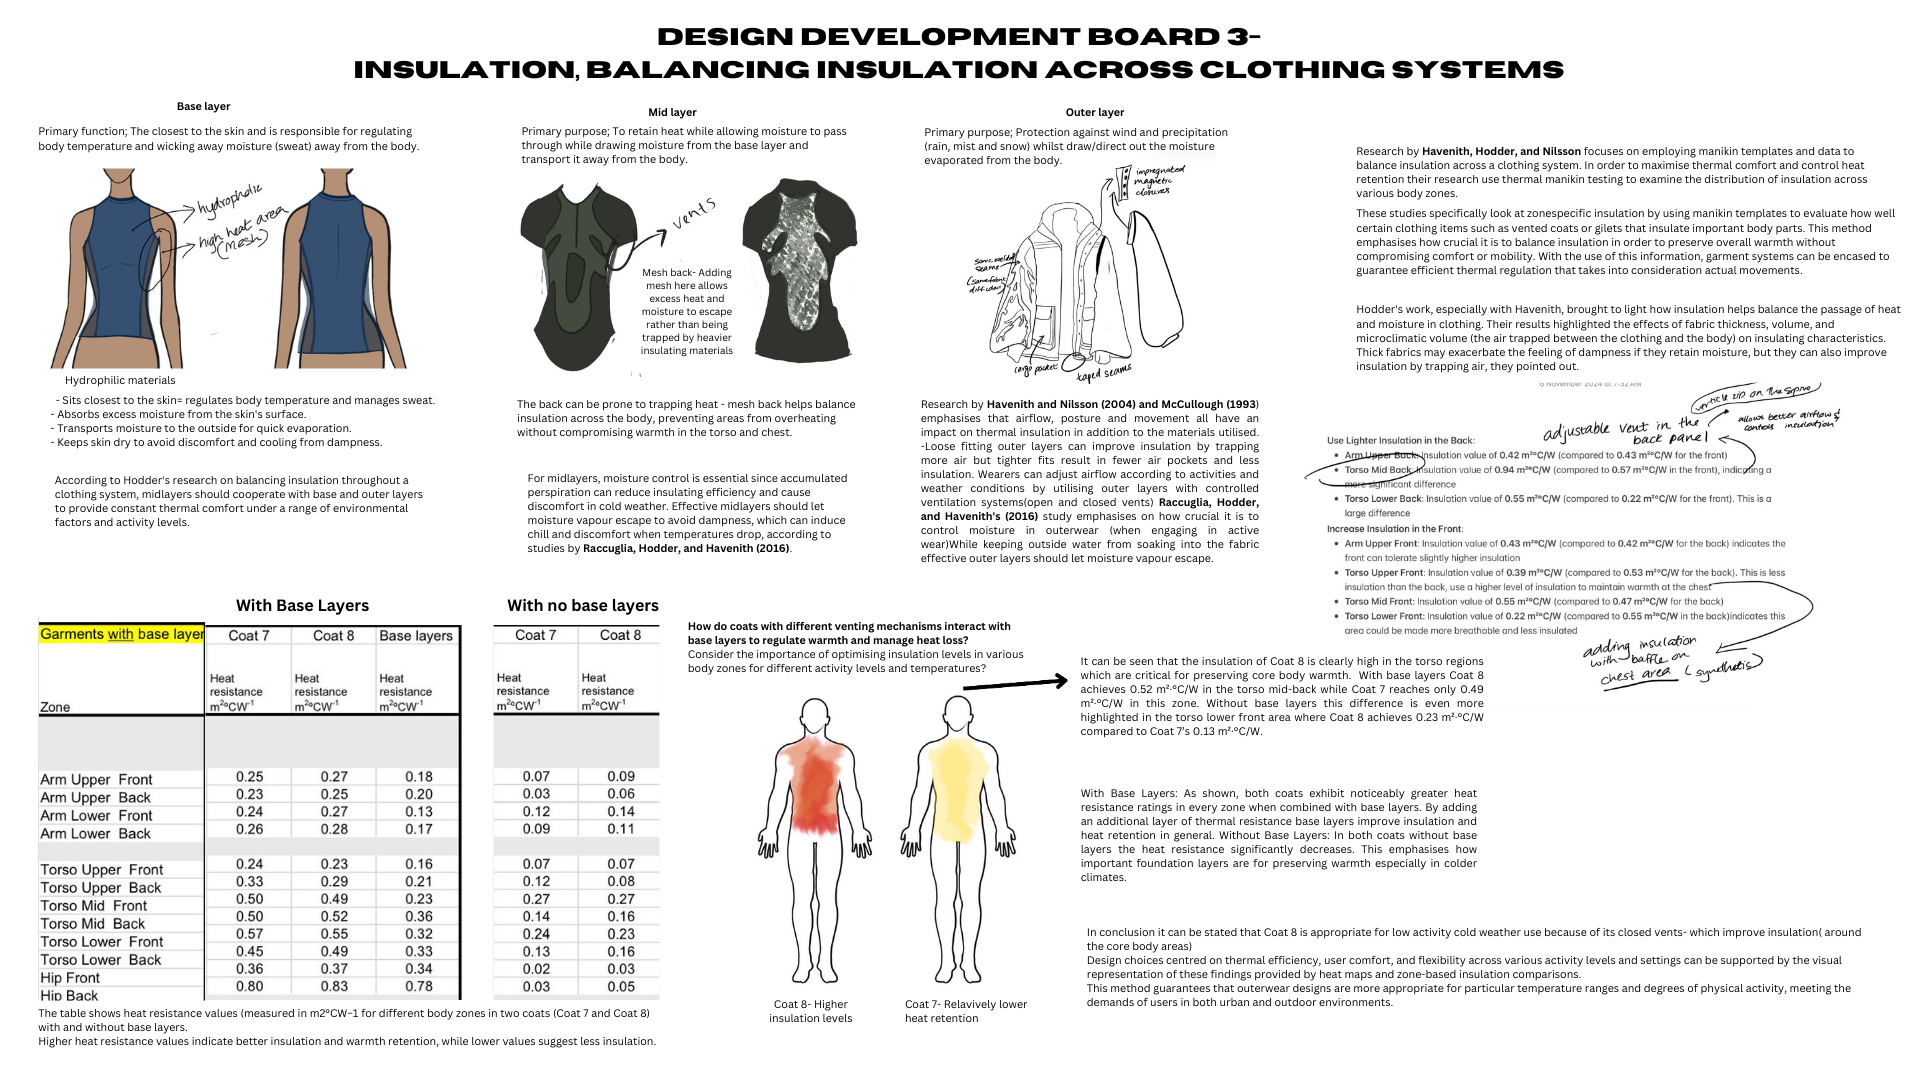 DESIGN DEVELOPMENT BOARD 3-
INSULATION, BALANCING INSULATION ACROSS CLOTHING SYSTEMS
Base layer
Primary function; The closest to the skin and is responsible for regulating
body temperature and wicking away moisture (sweat) away from the body.
hydropholic
high heat area
(mesh)
Hydrophilic materials
- Sits closest to the skin= regulates body temperature and manages sweat.
- Absorbs excess moisture from the skin's surface.
- Transports moisture to the outside for quick evaporation.
- Keeps skin dry to avoid discomfort and cooling from dampness.
According to Hodder's research on balancing insulation throughout a
clothing system, midlayers should cooperate with base and outer layers
to provide constant thermal comfort under a range of environmental
factors and activity levels.
Mid layer
Primary purpose; To retain heat while allowing moisture to pass
through while drawing moisture from the base layer and
transport it away from the body.
vents
Mesh back- Adding
mesh here allows
excess heat and
moisture to escape
rather than being
trapped by heavier
insulating materials
The back can be prone to trapping heat - mesh back helps balance
insulation across the body, preventing areas from overheating
without compromising warmth in the torso and chest.
For midlayers, moisture control is essential since accumulated
perspiration can reduce insulating efficiency and cause
discomfort in cold weather. Effective midlayers should let
moisture vapour escape to avoid dampness, which can induce
chill and discomfort when temperatures drop, according to
studies by Raccuglia, Hodder, and Havenith (2016).
Outer layer
Primary purpose; Protection against wind and precipitation
(rain, mist and snow) whilst draw/direct out the moisture
evaporated from the body.
impregnated
magnetic
closures
sonic welded
seams
cargo pocket
taped seams
Research by Havenith and Nilsson (2004) and McCullough (1993)
emphasises that airflow, posture and movement all have an
impact on thermal insulation in addition to the materials utilised.
-Loose fitting outer layers can improve insulation by trapping
more air but tighter fits result in fewer air pockets and less
insulation. Wearers can adjust airflow according to activities and
weather conditions by utilising outer layers with controlled
ventilation systems(open and closed vents) Raccuglia, Hodder,
and Havenith's (2016) study emphasises on how crucial it is to
control moisture in outerwear (when engaging in active
wear)While keeping outside water from soaking into the fabric
effective outer layers should let moisture vapour escape.
Research by Havenith, Hodder, and Nilsson focuses on employing manikin templates and data to
balance insulation across a clothing system. In order to maximise thermal comfort and control heat
retention their research use thermal manikin testing to examine the distribution of insulation across
various body zones.
These studies specifically look at zonespecific insulation by using manikin templates to evaluate how well
certain clothing items such as vented coats or gilets that insulate important body parts. This method
emphasises how crucial it is to balance insulation in order to preserve overall warmth without
compromising comfort or mobility. With the use of this information, garment systems can be encased to
guarantee efficient thermal regulation that takes into consideration actual movements.
Hodder's work, especially with Havenith, brought to light how insulation helps balance the passage of heat
and moisture in clothing. Their results highlighted the effects of fabric thickness, volume, and
microclimatic volume (the air trapped between the clothing and the body) on insulating characteristics.
Thick fabrics may exacerbate the feeling of dampness if they retain moisture, but they can also improve
insulation by trapping air, they pointed out.
6 November 2024 at 7:32 AM
verticle zip on the spine
allows better airflow &
controls insulation
adjustable vent in the
back panel
Use Lighter Insulation in the Back:
• Arm Upper Back: Insulation value of 0.42 m²°C/W (compared to 0.43 m²°C/W for the front)
• Torso Mid Back: Insulation value of 0.94 m²°C/W (compared to 0.57 m²°C/W in the front), indicating a
more significant difference
• Torso Lower Back: Insulation value of 0.55 m²°C/W (compared to 0.22 m²°C/W for the front). This is a
large difference
Increase Insulation in the Front:
• Arm Upper Front: Insulation value of 0.43 m²°C/W (compared to 0.42 m²°C/W for the back) indicates the
front can tolerate slightly higher insulation
• Torso Upper Front: Insulation value of 0.39 m²°C/W (compared to 0.53 m²°C/W for the back). This is less
insulation than the back, use a higher level of insulation to maintain warmth at the chest
• Torso Mid Front: Insulation value of 0.55 m²°C/W (compared to 0.47 m²°C/W for the back)
• Torso Lower Front: Insulation value of 0.22 m²°C/W (compared to 0.55 m²°C/W in the back)indicates this
area could be made more breathable and less insulated
adding insulation
with baffle on
chest area (synthetic)
With Base Layers
With no base layers
Garments with base layer Coat 7 Coat 8 Base layers Coat 7 Coat 8
Zone Heat resistance m²°CW⁻¹ Heat resistance m²°CW⁻¹ Heat resistance m²°CW⁻¹ Heat resistance m²°CW⁻¹ Heat resistance m²°CW⁻¹
Arm Upper Front 0.25 0.27 0.18 0.07 0.09
Arm Upper Back 0.23 0.25 0.20 0.03 0.06
Arm Lower Front 0.24 0.27 0.13 0.12 0.14
Arm Lower Back 0.26 0.28 0.17 0.09 0.11
Torso Upper Front 0.24 0.23 0.16 0.07 0.07
Torso Upper Back 0.33 0.29 0.21 0.12 0.08
Torso Mid Front 0.50 0.49 0.23 0.27 0.27
Torso Mid Back 0.50 0.52 0.36 0.14 0.16
Torso Lower Front 0.57 0.55 0.32 0.24 0.23
Torso Lower Back 0.45 0.49 0.33 0.13 0.16
Hip Front 0.36 0.37 0.34 0.02 0.03
Hip Back 0.80 0.83 0.78 0.03 0.05
The table shows heat resistance values (measured in m2°CW−1 for different body zones in two coats (Coat 7 and Coat 8)
with and without base layers.
Higher heat resistance values indicate better insulation and warmth retention, while lower values suggest less insulation.
How do coats with different venting mechanisms interact with
base layers to regulate warmth and manage heat loss?
Consider the importance of optimising insulation levels in various
body zones for different activity levels and temperatures?
Coat 8- Higher
insulation levels
Coat 7- Relavively lower
heat retention
It can be seen that the insulation of Coat 8 is clearly high in the torso regions
which are critical for preserving core body warmth. With base layers Coat 8
achieves 0.52 m²·°C/W in the torso mid-back while Coat 7 reaches only 0.49
m²·°C/W in this zone. Without base layers this difference is even more
highlighted in the torso lower front area where Coat 8 achieves 0.23 m²·°C/W
compared to Coat 7's 0.13 m²·°C/W.
With Base Layers: As shown, both coats exhibit noticeably greater heat
resistance ratings in every zone when combined with base layers. By adding
an additional layer of thermal resistance base layers improve insulation and
heat retention in general. Without Base Layers: In both coats without base
layers the heat resistance significantly decreases. This emphasises how
important foundation layers are for preserving warmth especially in colder
climates.
In conclusion it can be stated that Coat 8 is appropriate for low activity cold weather use because of its closed vents- which improve insulation( around
the core body areas)
Design choices centred on thermal efficiency, user comfort, and flexibility across various activity levels and settings can be supported by the visual
representation of these findings provided by heat maps and zone-based insulation comparisons.
This method guarantees that outerwear designs are more appropriate for particular temperature ranges and degrees of physical activity, meeting the
demands of users in both urban and outdoor environments.